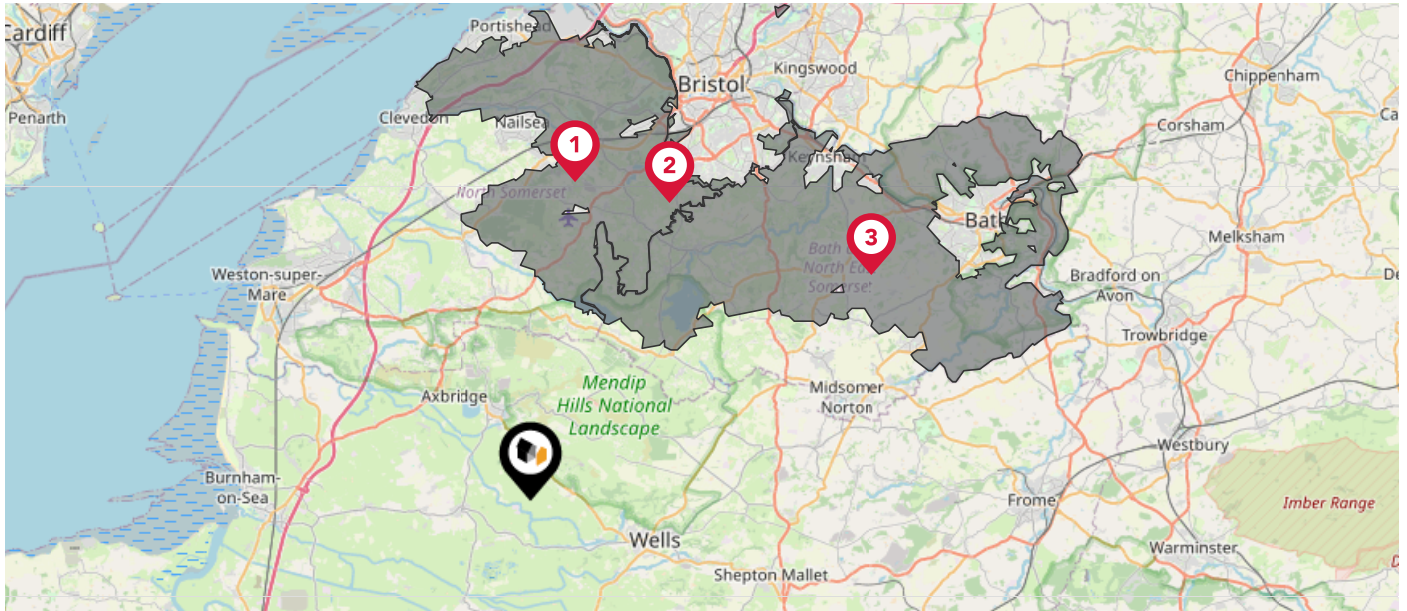 Cardiff
Portishead
Bristol
Kingswood
Chippenham
Penarth
Clevedon
Nailsea
Corsham
1
2
Keynsham
North Somerset
3
Bath
Bath
North East
Somerset
Melksham
Weston-super-
Mare
Bradford on
Avon
Trowbridge
Axbridge
Mendip
Hills National
Landscape
Midsomer
Norton
Westbury
Burnham-
on-Sea
Frome
Imber Range
Wells
Warminster
Shepton Mallet